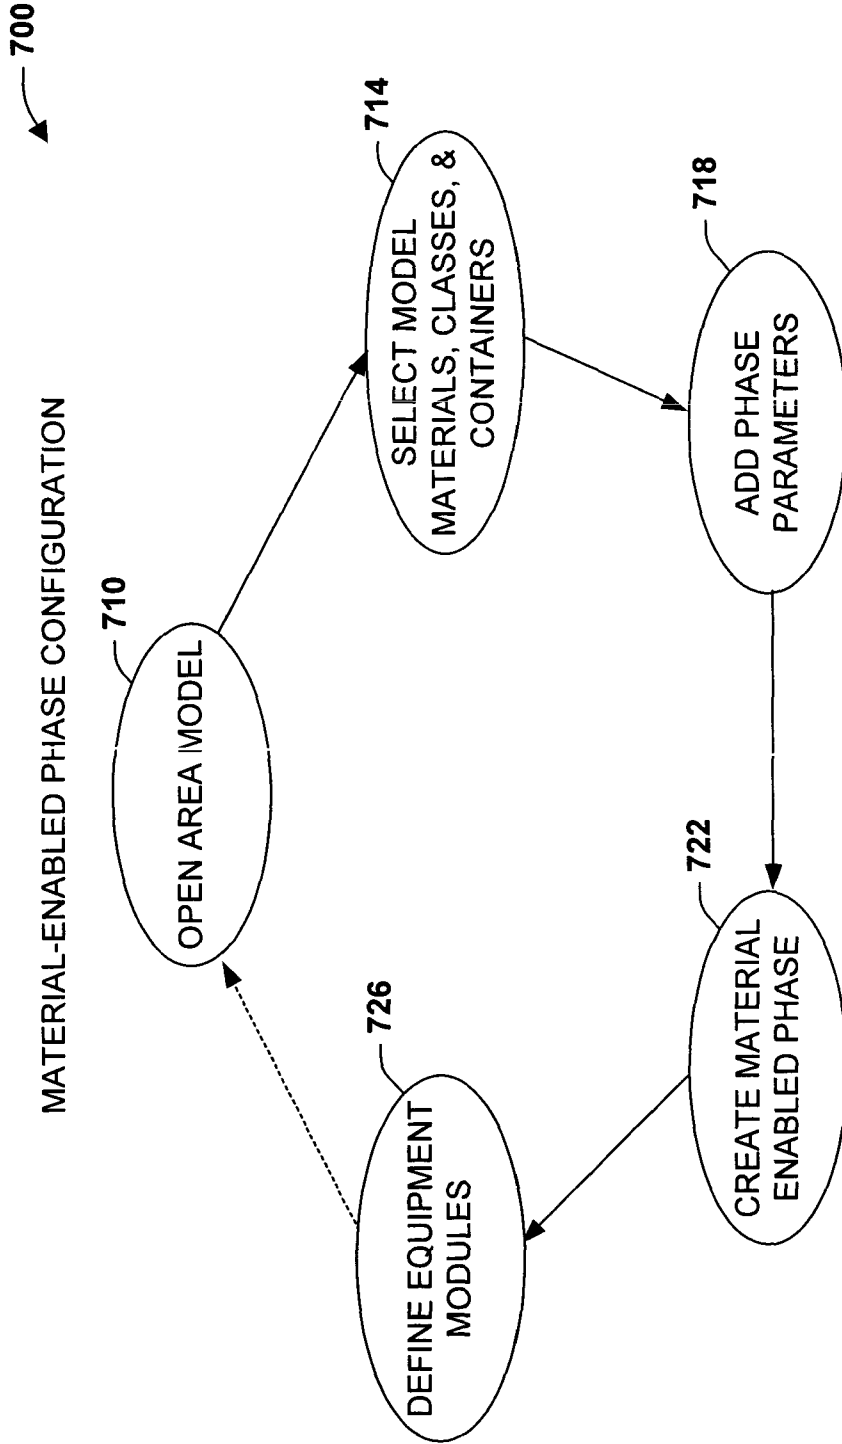 MATERIAL-ENABLED PHASE CONFIGURATION
700
710
OPEN AREA MODEL
714
SELECT MODEL
MATERIALS, CLASSES, &
CONTAINERS
718
ADD PHASE
PARAMETERS
722
CREATE MATERIAL
ENABLED PHASE
726
DEFINE EQUIPMENT
MODULES